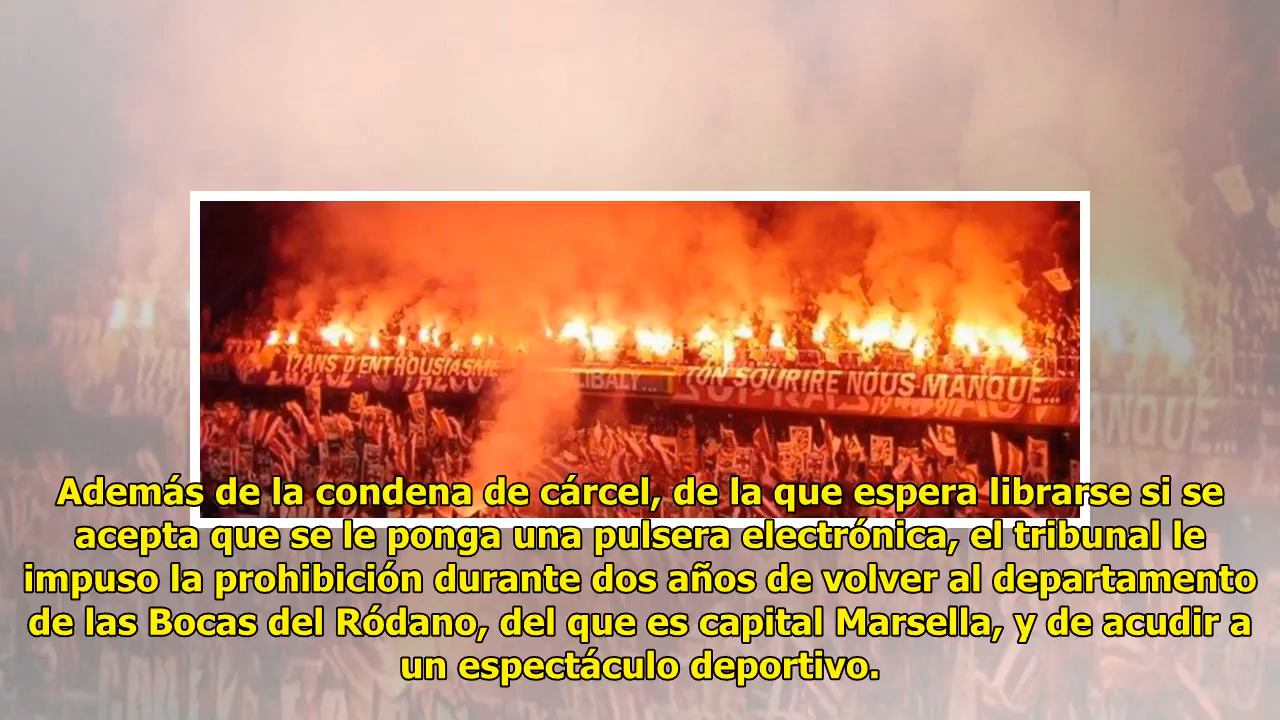 17ANS D'ENTHOUSIASME
LIBALY...
TON SOURIRE NOUS MANQUE...
ANQUE...
Además de la condena de cárcel, de la que espera librarse si se
acepta que se le ponga una pulsera electrónica, el tribunal le
impuso la prohibición durante dos años de volver al departamento
de las Bocas del Ródano, del que es capital Marsella, y de acudir a
un espectáculo deportivo.